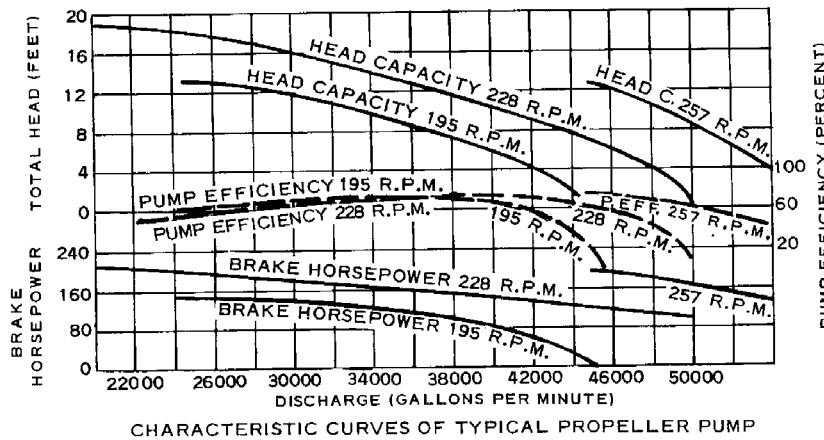 20
16
12
8
4
0
TOTAL HEAD (FEET)
240
160
80
0
BRAKE
HORSEPOWER
HEAD CAPACITY 228 R.P.M.
HEAD CAPACITY 195 R.P.M.
HEAD C. 257 R.P.M.
PUMP EFFICIENCY 195 R.P.M.
PUMP EFFICIENCY 228 R.P.M.
195 R.P.M.
228 R.P.M.
P.EFF. 257 R.P.M.
BRAKE HORSEPOWER 228 R.P.M.
BRAKE HORSEPOWER 195 R.P.M.
257 R.P.M.
100
60
20
PUMP EFFICIENCY (PERCENT)
22000 26000 30000 34000 38000 42000 46000 50000
DISCHARGE (GALLONS PER MINUTE)
CHARACTERISTIC CURVES OF TYPICAL PROPELLER PUMP